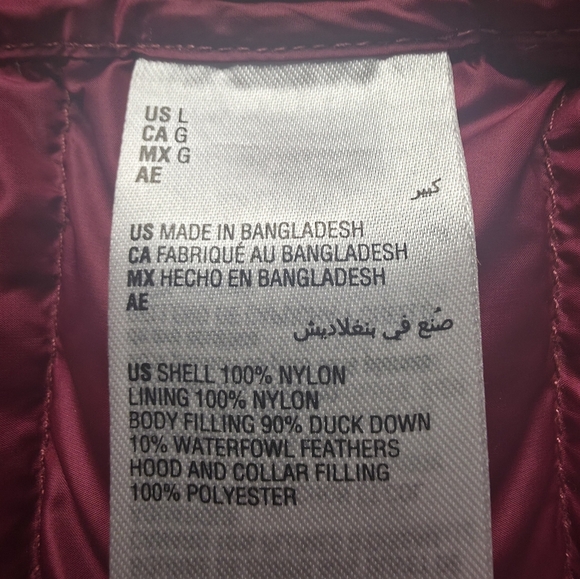 US L
CA G
MX G
AE
كبير
US MADE IN BANGLADESH
CA FABRIQUÉ AU BANGLADESH
MX HECHO EN BANGLADESH
AE
صُنع في بنغلاديش
US SHELL 100% NYLON
LINING 100% NYLON
BODY FILLING 90% DUCK DOWN
10% WATERFOWL FEATHERS
HOOD AND COLLAR FILLING
100% POLYESTER